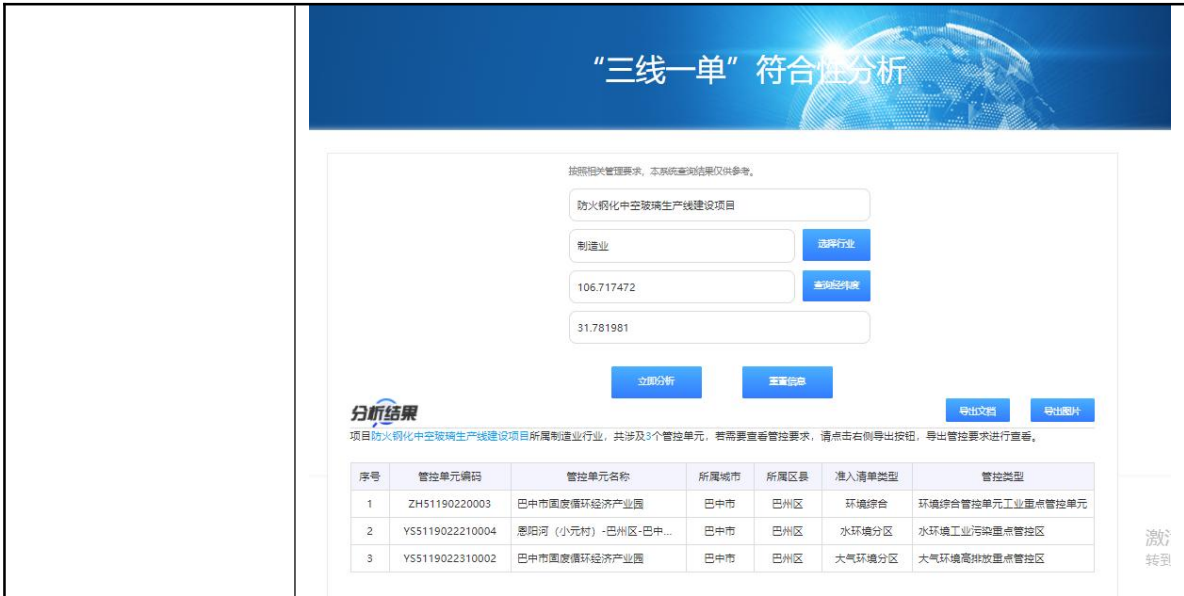 “三线一单”符合性分析
按照相关管理要求，本系统查询结果仅供参考。
防火钢化中空玻璃生产线建设项目
制造业 选择行业
106.717472 查询经纬度
31.781981
立即分析 重置信息
分析结果 导出文档 导出图片
项目防火钢化中空玻璃生产线建设项目所属制造业行业，共涉及3个管控单元，若需要查看管控要求，请点击右侧导出按钮，导出管控要求进行查看。
序号 管控单元编码 管控单元名称 所属城市 所属区县 准入清单类型 管控类型
1 ZH51190220003 巴中市固废循环经济产业园 巴中市 巴州区 环境综合 环境综合管控单元工业重点管控单元
2 YS5119022210004 恩阳河（小元村）-巴州区-巴中... 巴中市 巴州区 水环境分区 水环境工业污染重点管控区
3 YS5119022310002 巴中市固废循环经济产业园 巴中市 巴州区 大气环境分区 大气环境高排放重点管控区
激
转到